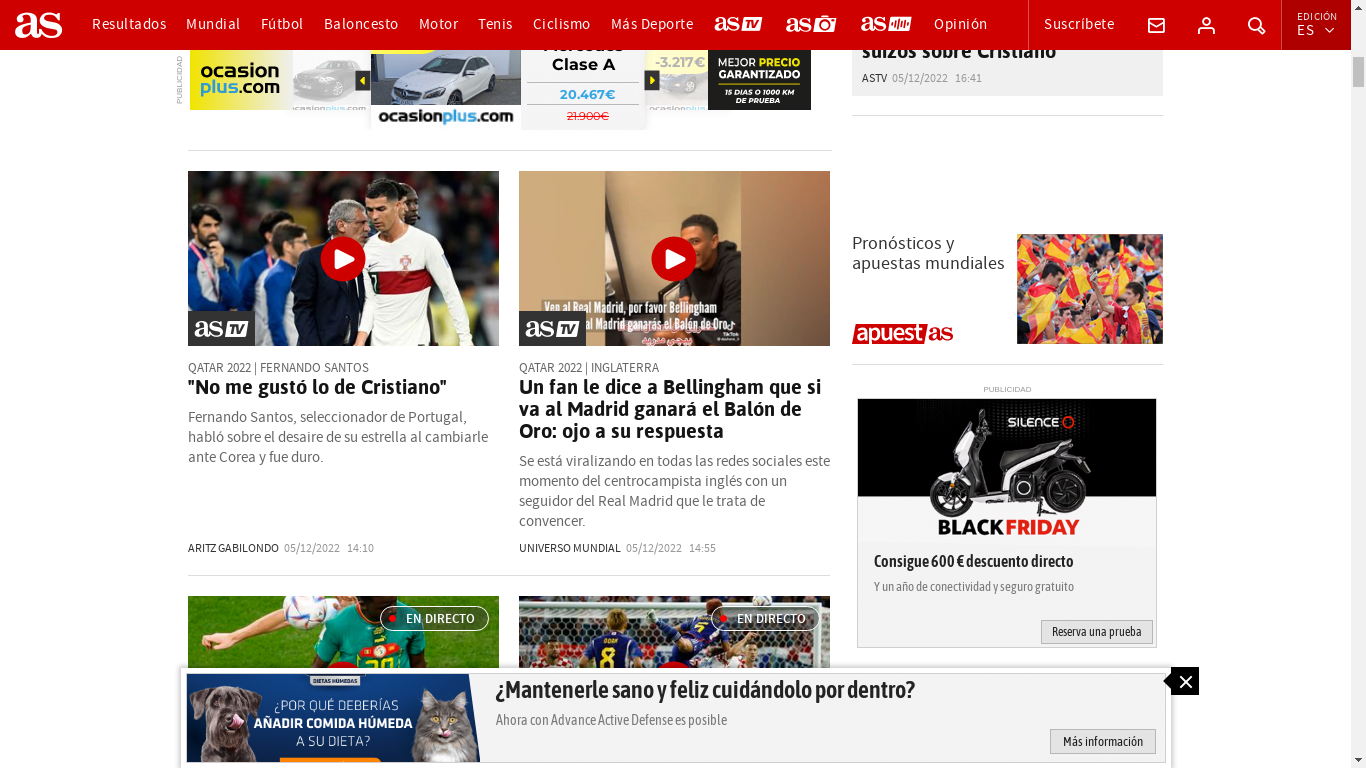 as
Resultados
Mundial
Fútbol
Baloncesto
Motor
Tenis
Ciclismo
Más Deporte
as TV
as
as
Opinión
Suscríbete
EDICIÓN
ES
PUBLICIDAD
ocasion
plus.com
ocasionplus.com
Mercedes
Clase A
20.467€
21.900€
-3.217€
MEJOR PRECIO
GARANTIZADO
15 DIAS O 1000 KM
DE PRUEBA
suizos sobre Cristiano
ASTV 05/12/2022 16:41
as TV
QATAR 2022 | FERNANDO SANTOS
"No me gustó lo de Cristiano"
Fernando Santos, seleccionador de Portugal,
habló sobre el desaire de su estrella al cambiarle
ante Corea y fue duro.
ARITZ GABILONDO 05/12/2022 14:10
Ven al Real Madrid, por favor Bellingham
al Madrid ganarás el Balón de Oro
TikTok
as TV
QATAR 2022 | INGLATERRA
Un fan le dice a Bellingham que si
va al Madrid ganará el Balón de
Oro: ojo a su respuesta
Se está viralizando en todas las redes sociales este
momento del centrocampista inglés con un
seguidor del Real Madrid que le trata de
convencer.
UNIVERSO MUNDIAL 05/12/2022 14:55
Pronósticos y
apuestas mundiales
apuestas
PUBLICIDAD
SILENCE
BLACK FRIDAY
Consigue 600 € descuento directo
Y un año de conectividad y seguro gratuito
Reserva una prueba
EN DIRECTO
EN DIRECTO
8
DIETAS HÚMEDAS
¿POR QUÉ DEBERÍAS
AÑADIR COMIDA HÚMEDA
A SU DIETA?
¿Mantenerle sano y feliz cuidándolo por dentro?
Ahora con Advance Active Defense es posible
Más información